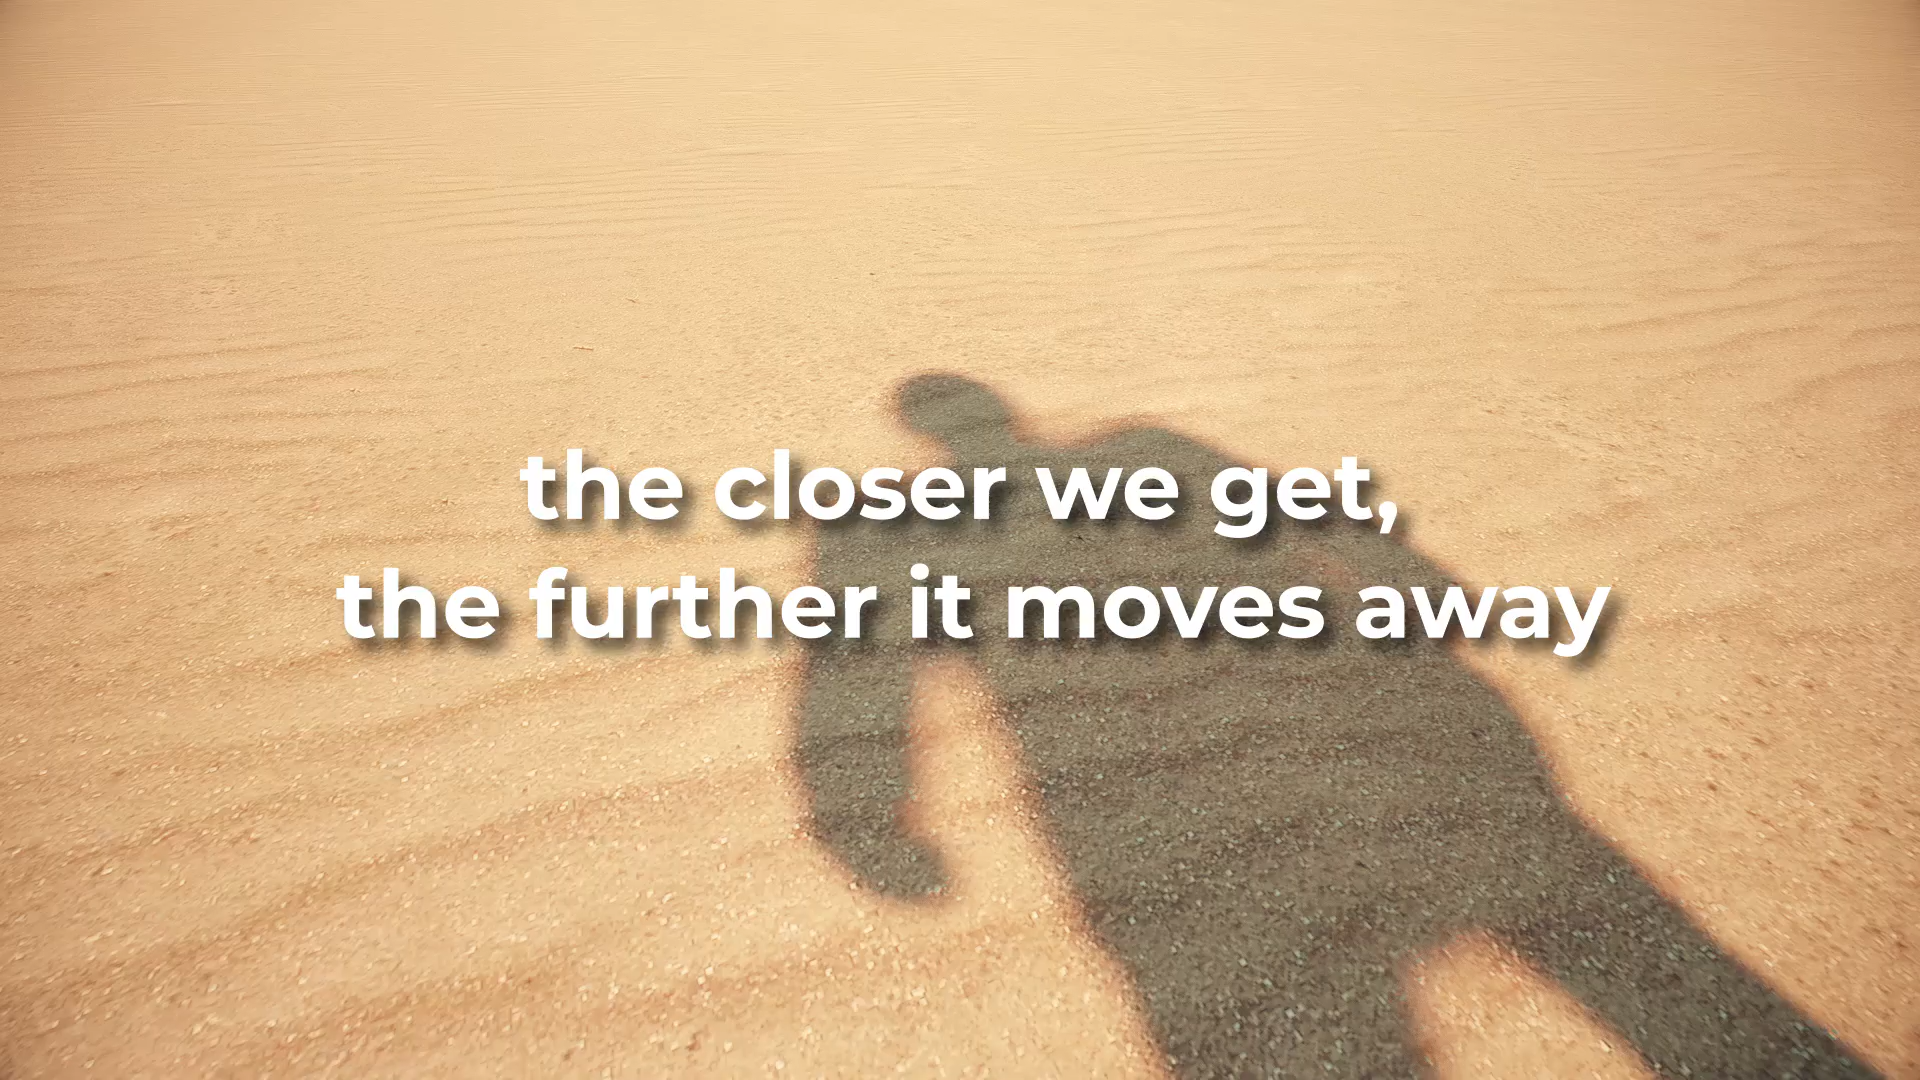 the closer we get,
the further it moves away